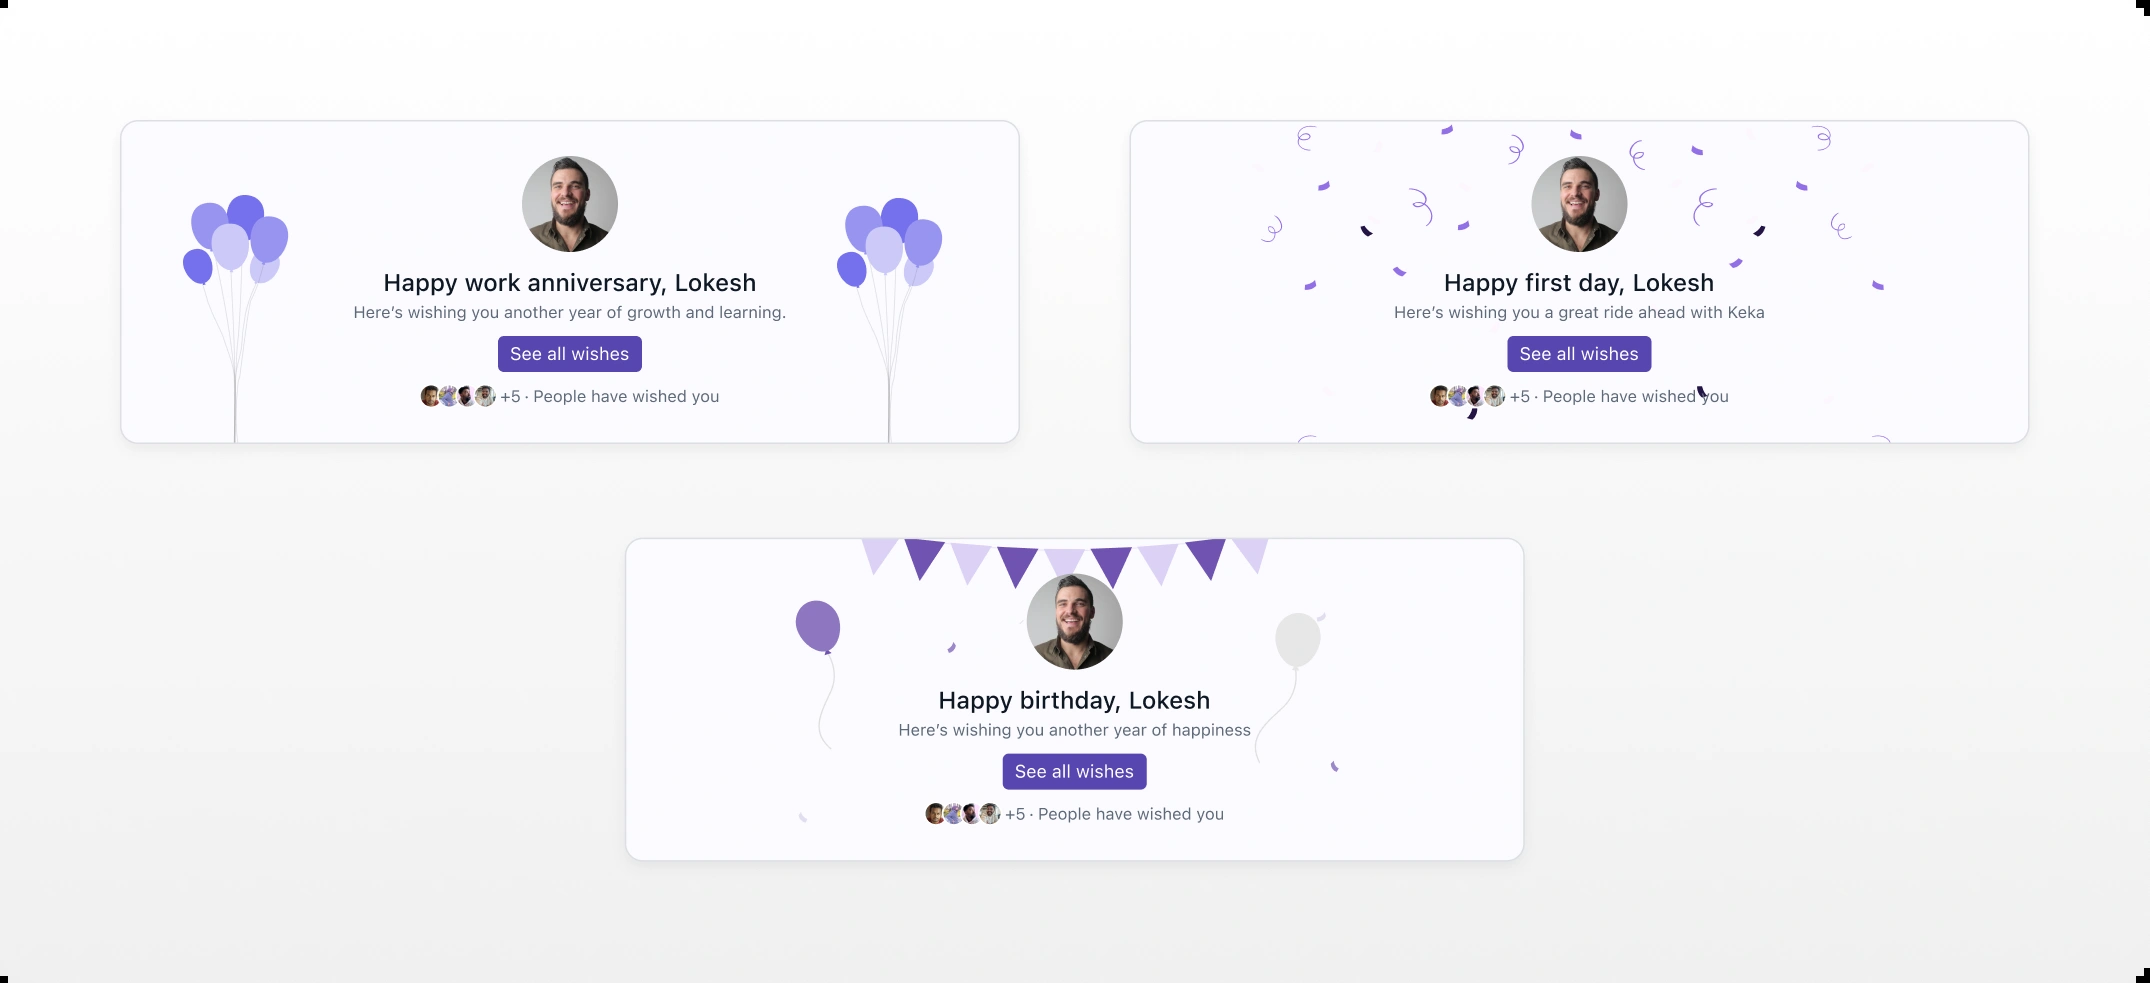 Happy work anniversary, Lokesh
Here’s wishing you another year of growth and learning.
See all wishes
+5 · People have wished you
Happy first day, Lokesh
Here’s wishing you a great ride ahead with Keka
See all wishes
+5 · People have wished you
Happy birthday, Lokesh
Here’s wishing you another year of happiness
See all wishes
+5 · People have wished you